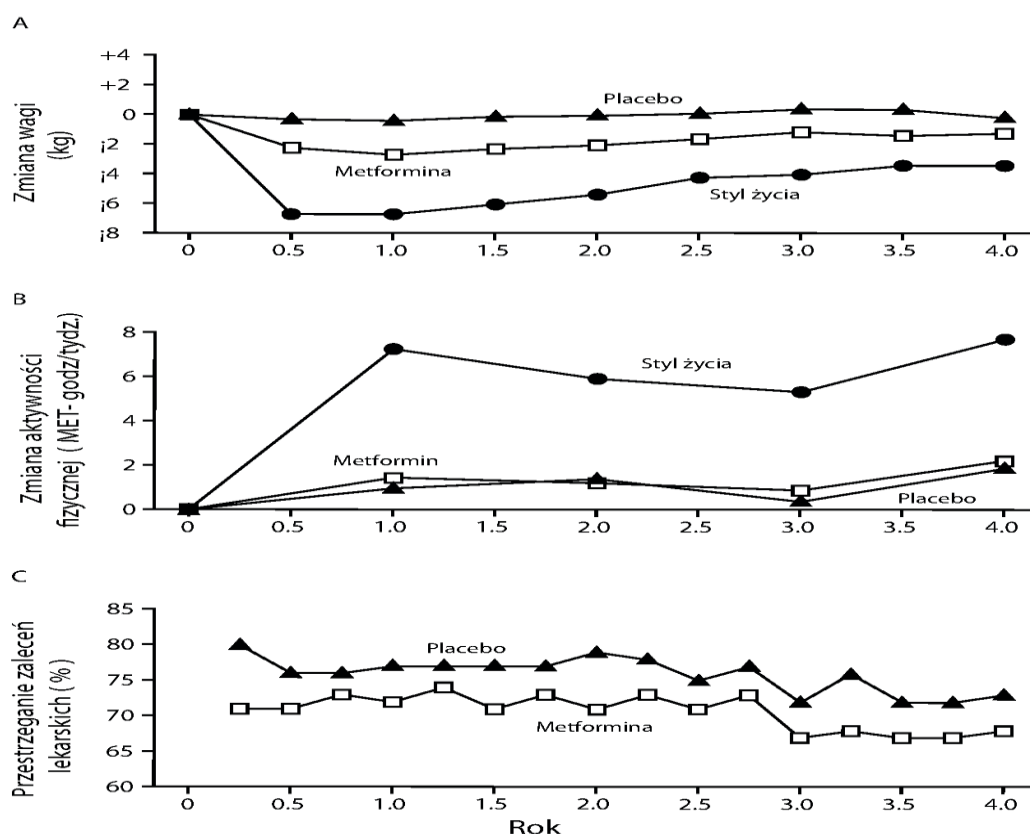 A
Zmiana wagi
(kg)
+4
+2
0
¡2
¡4
¡6
¡8
Placebo
Metformina
Styl życia
0 0.5 1.0 1.5 2.0 2.5 3.0 3.5 4.0
B
Zmiana aktywności
fizycznej ( MET- godz/tydz.)
8
6
4
2
0
Styl życia
Metformin
Placebo
0 0.5 1.0 1.5 2.0 2.5 3.0 3.5 4.0
C
Przestrzeganie zaleceń
lekarskich ( % )
85
80
75
70
65
60
Placebo
Metformina
0 0.5 1.0 1.5 2.0 2.5 3.0 3.5 4.0
Rok